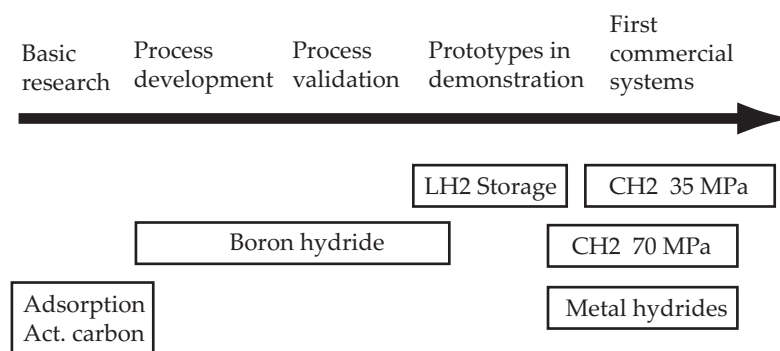 Basic
research
Process
development
Process
validation
Prototypes in
demonstration
First
commercial
systems
LH2 Storage
CH2 35 MPa
Boron hydride
CH2 70 MPa
Adsorption
Act. carbon
Metal hydrides